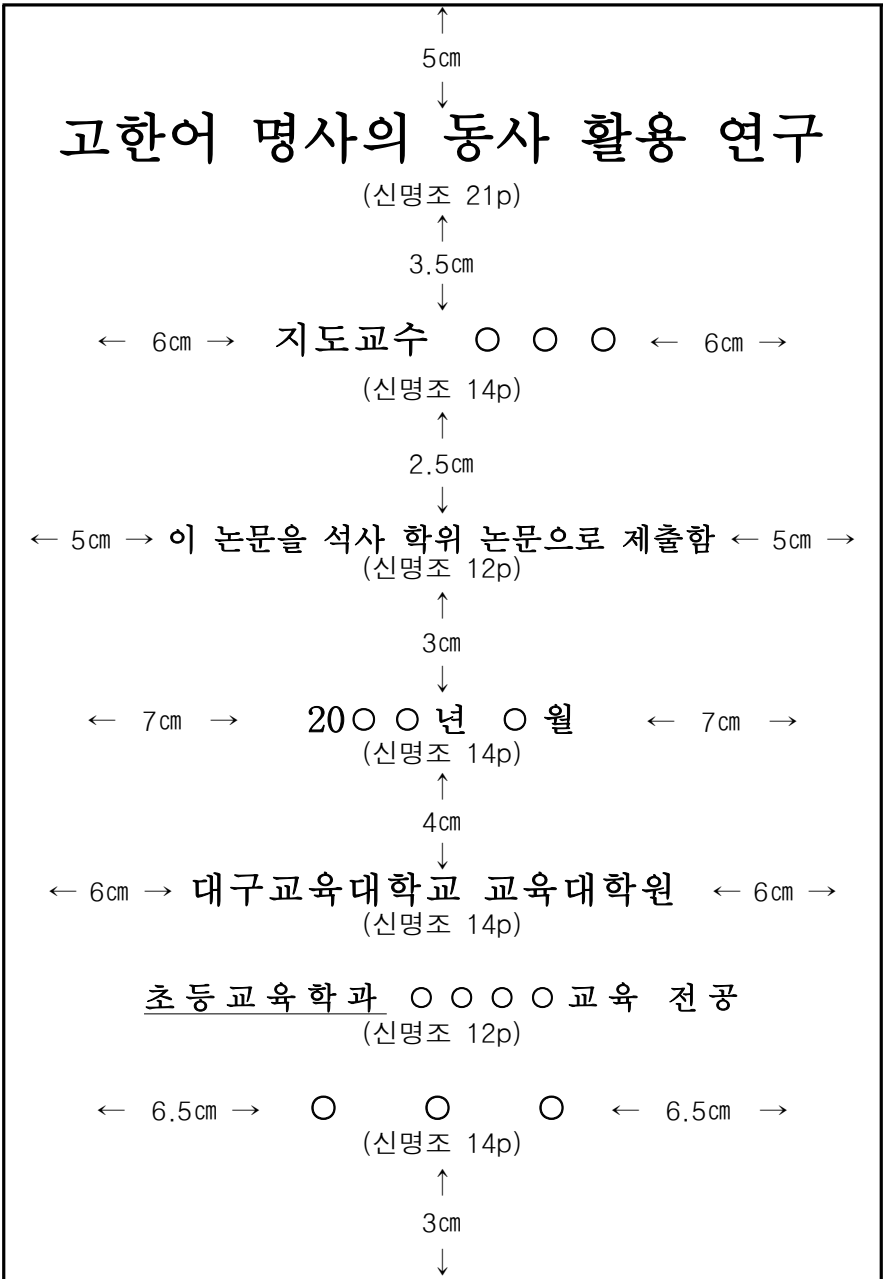 ↑
5㎝
↓
고한어 명사의 동사 활용 연구
(신명조 21p)
↑
3.5㎝
↓
← 6㎝ → 지도교수 ○ ○ ○ ← 6㎝ →
(신명조 14p)
↑
2.5㎝
↓
← 5㎝ → 이 논문을 석사 학위 논문으로 제출함 ← 5㎝ →
(신명조 12p)
↑
3㎝
↓
← 7㎝ → 20○ ○ 년 ○ 월 ← 7㎝ →
(신명조 14p)
↑
4㎝
↓
← 6㎝ → 대구교육대학교 교육대학원 ← 6㎝ →
(신명조 14p)
초 등 교 육 학 과 ○ ○ ○ ○ 교 육 전 공
(신명조 12p)
← 6.5㎝ → ○ ○ ○ ← 6.5㎝ →
(신명조 14p)
↑
3㎝
↓